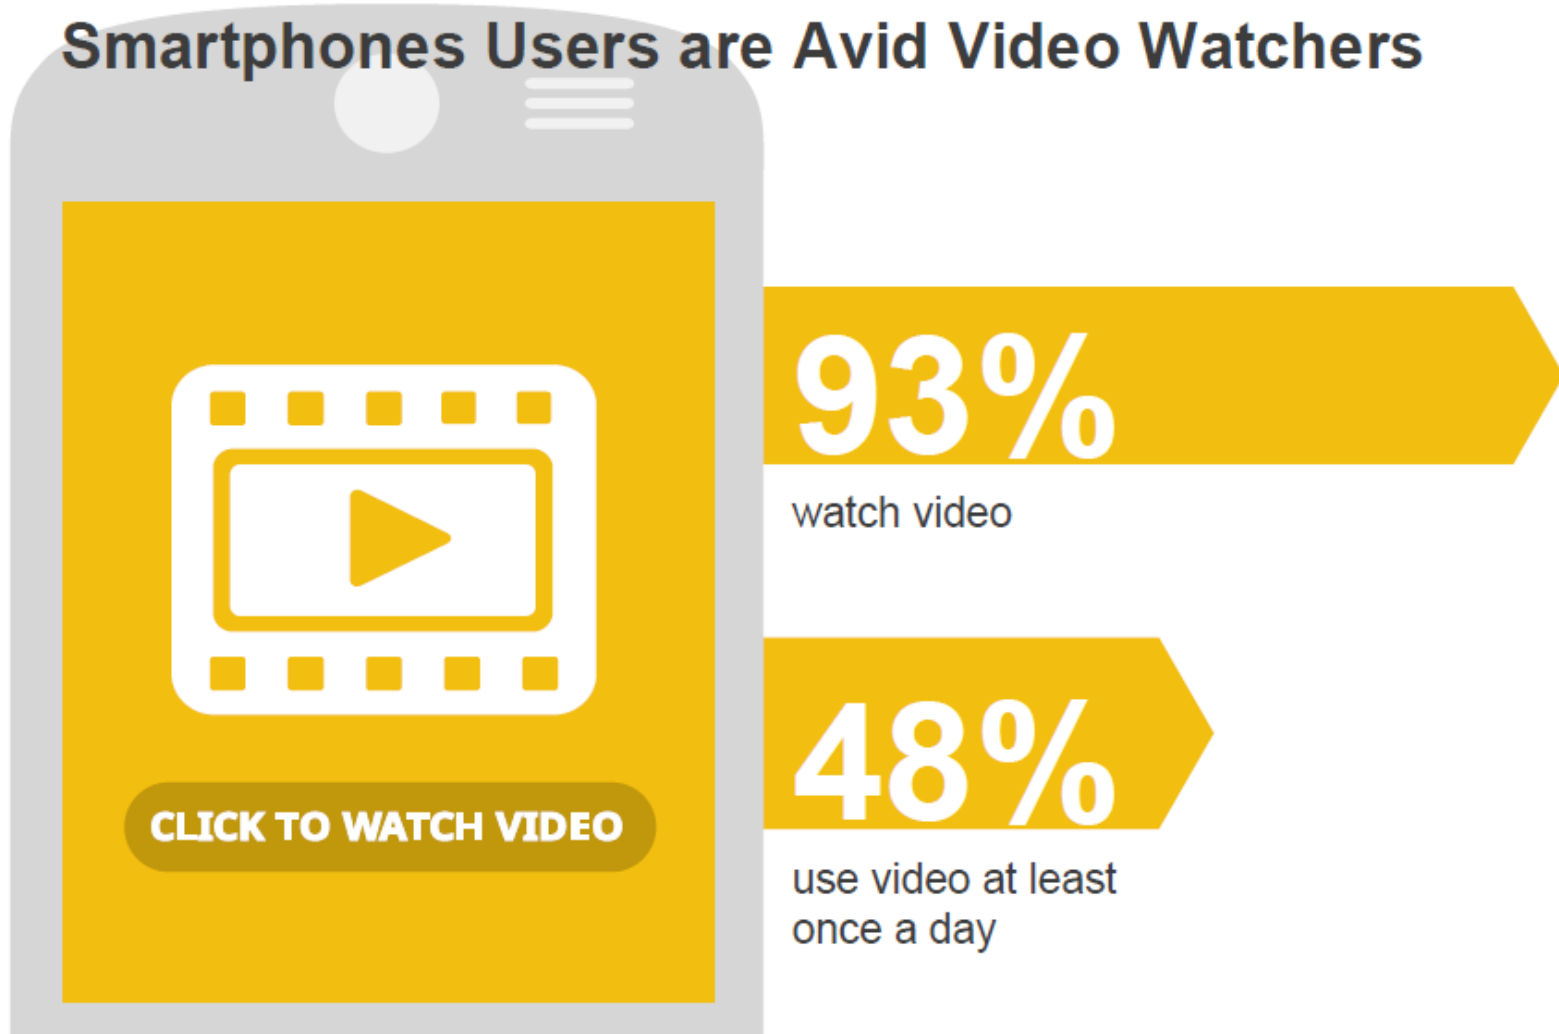 Smartphones Users are Avid Video Watchers
93%
watch video
48%
use video at least
once a day
CLICK TO WATCH VIDEO